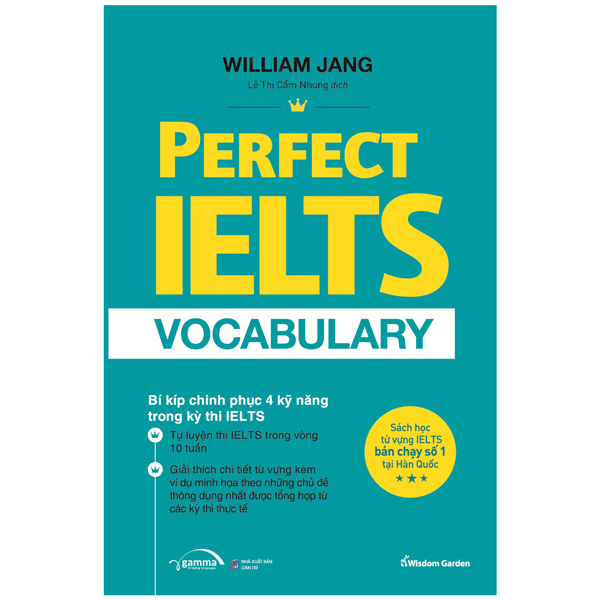 WILLIAM JANG
Lê Thị Cẩm Nhung dịch
PERFECT
IELTS
VOCABULARY
Bí kíp chinh phục 4 kỹ năng
trong kỳ thi IELTS
Tự luyện thi IELTS trong vòng
10 tuần
Giải thích chi tiết từ vựng kèm
ví dụ minh họa theo những chủ đề
thông dụng nhất được tổng hợp từ
các kỳ thi thực tế
Sách học
từ vựng IELTS
bán chạy số 1
tại Hàn Quốc
gamma
NHÀ XUẤT BẢN
DÂN TRÍ
Wisdom Garden